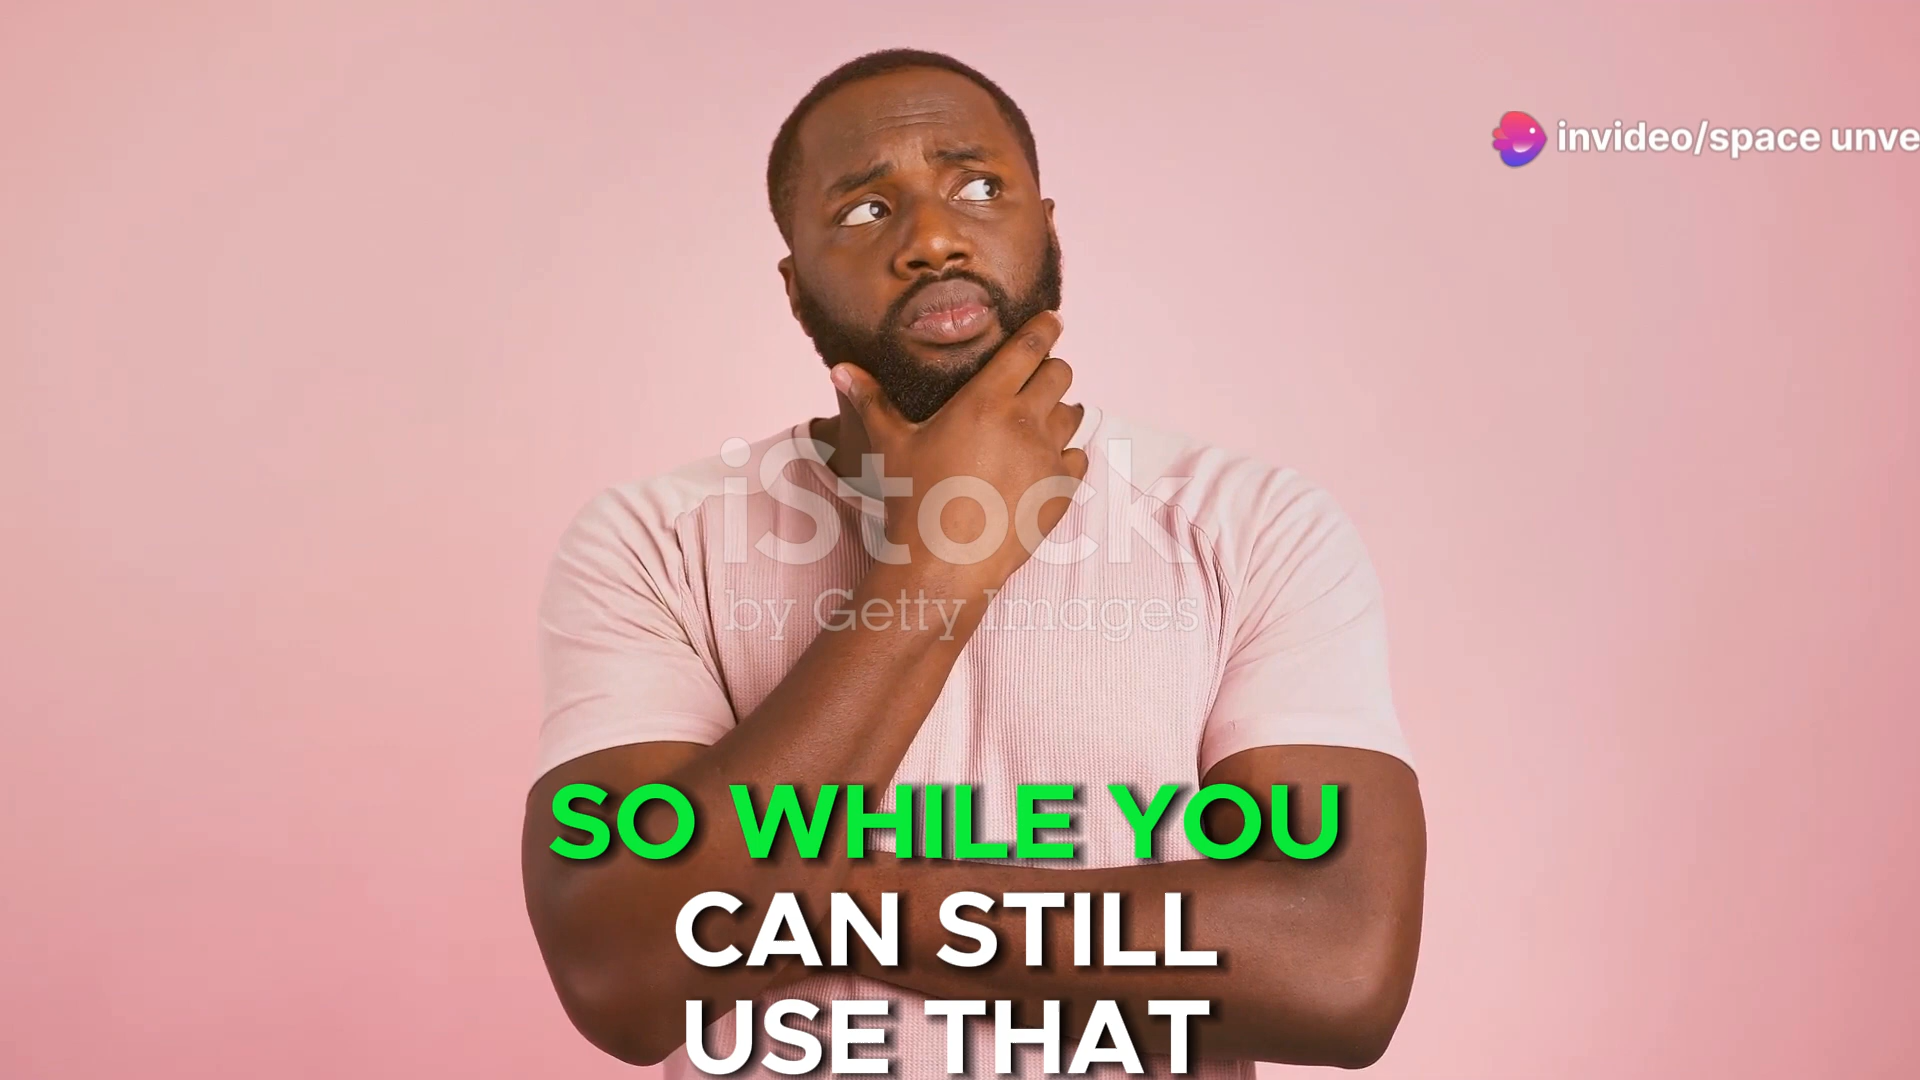 invideo/space unve
iStock
by Getty Images
SO WHILE YOU
CAN STILL
USE THAT